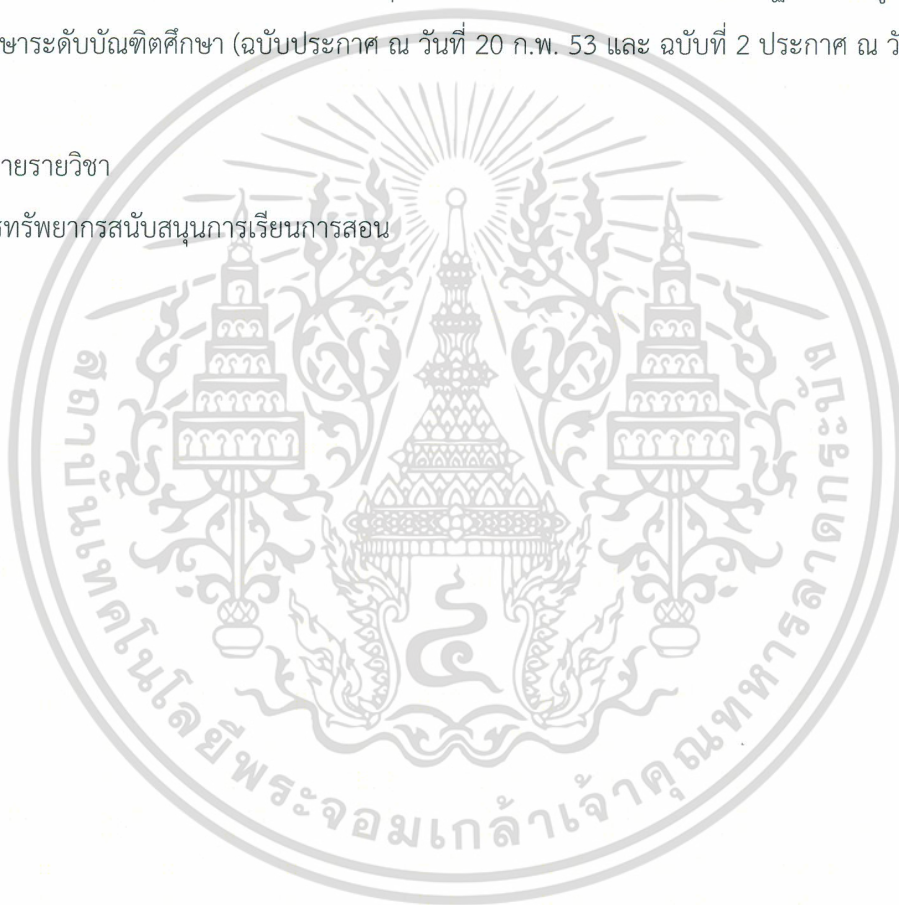 ษาระดับบัณฑิตศึกษา (ฉบับประกาศ ณ วันที่ 20 ก.พ. 53 และ ฉบับที่ 2 ประกาศ ณ วั
ายรายวิชา
รทรัพยากรสนับสนุนการเรียนการสอน
สถาบันเทคโนโลยีพระจอมเกล้าเจ้าคุณทหารลาดกระบัง
๔